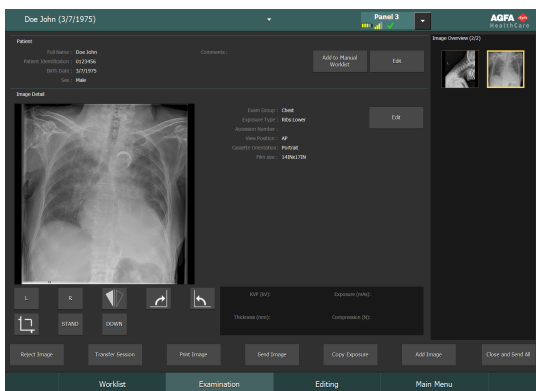 Doe John (3/7/1975)
Panel 3
AGFA
HealthCare
Patient
Full Name : Doe John
Patient Identification : 0123456
Birth Date : 3/7/1975
Sex : Male
Comments :
Add to Manual
Worklist
Edit
Image Overview (2/2)
Image Detail
Exam Group : Chest
Exposure Type : Ribs Lower
Accession Number :
View Position : AP
Cassette Orientation : Portrait
Film size : 14INx17IN
Edit
L
R
STAND
DOWN
KVP (kV):
Exposure (mAs):
Thickness (mm):
Compression (N):
Reject Image
Transfer Session
Print Image
Send Image
Copy Exposure
Add Image
Close and Send All
Worklist
Examination
Editing
Main Menu